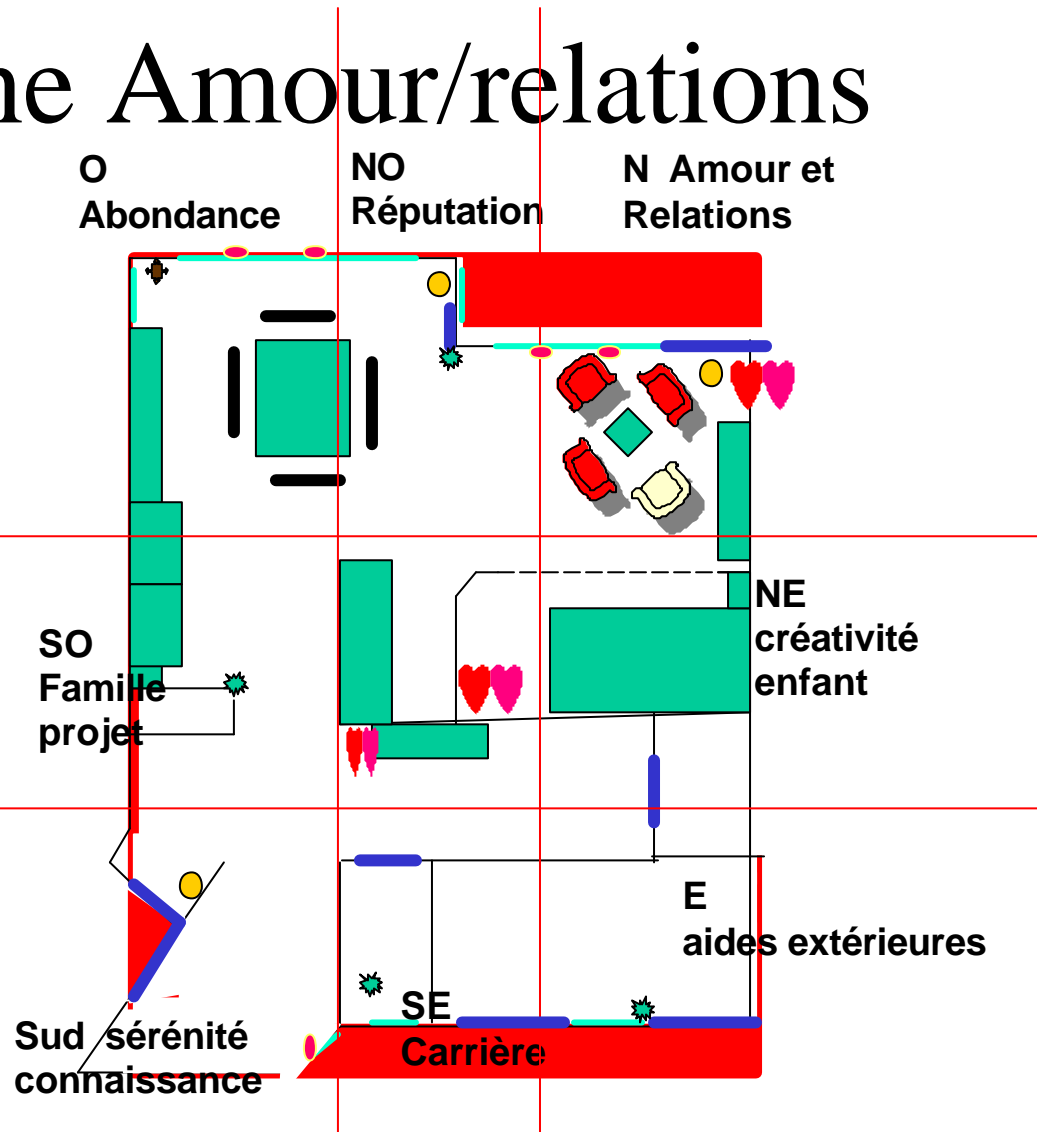 ne Amour/relations
O
Abondance
NO
Réputation
N  Amour et
Relations
NE
créativité
enfant
SO
Famille
projet
E
aides extérieures
SE
Carrière
Sud  sérénité
connaissance